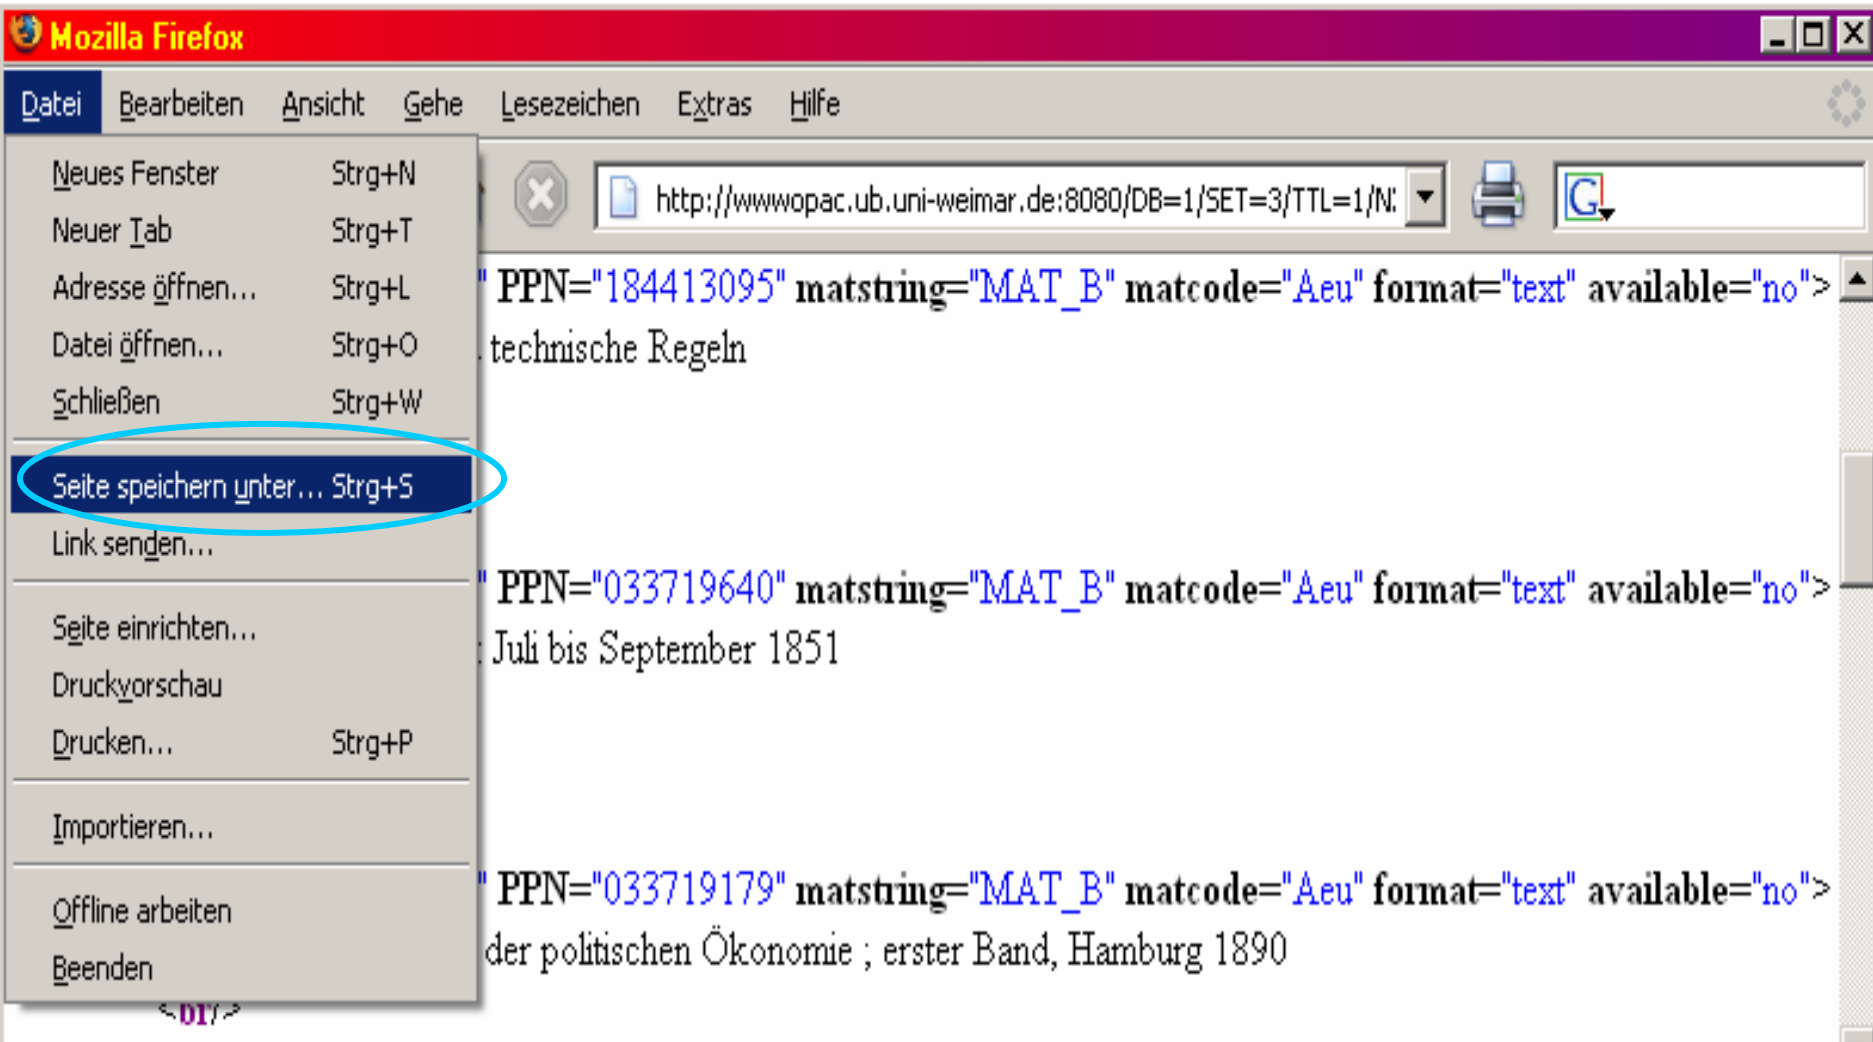 Mozilla Firefox
Datei Bearbeiten Ansicht Gehe Lesezeichen Extras Hilfe
http://wwwopac.ub.uni-weimar.de:8080/DB=1/SET=3/TTL=1/N
Neues Fenster Strg+N
Neuer Tab Strg+T
Adresse öffnen... Strg+L
Datei öffnen... Strg+O
Schließen Strg+W
Seite speichern unter... Strg+S
Link senden...
Seite einrichten...
Druckvorschau
Drucken... Strg+P
Importieren...
Offline arbeiten
Beenden
" PPN="184413095" matstring="MAT_B" matcode="Aeu" format="text" available="no">
technische Regeln
" PPN="033719640" matstring="MAT_B" matcode="Aeu" format="text" available="no">
: Juli bis September 1851
" PPN="033719179" matstring="MAT_B" matcode="Aeu" format="text" available="no">
der politischen Ökonomie ; erster Band, Hamburg 1890
<br/>